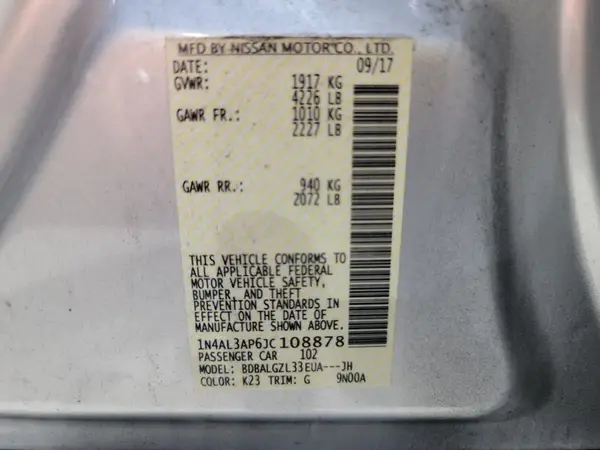 MFD BY NISSAN MOTOR CO., LTD.
DATE: 09/17
GVWR: 1917 KG
4226 LB
GAWR FR.: 1010 KG
2227 LB
GAWR RR.: 940 KG
2072 LB
THIS VEHICLE CONFORMS TO
ALL APPLICABLE FEDERAL
MOTOR VEHICLE SAFETY,
BUMPER, AND THEFT
PREVENTION STANDARDS IN
EFFECT ON THE DATE OF
MANUFACTURE SHOWN ABOVE.
1N4AL3AP6JC108878
PASSENGER CAR 102
MODEL: BDBALGZL33EUA---JH
COLOR: K23 TRIM: G 9N00A